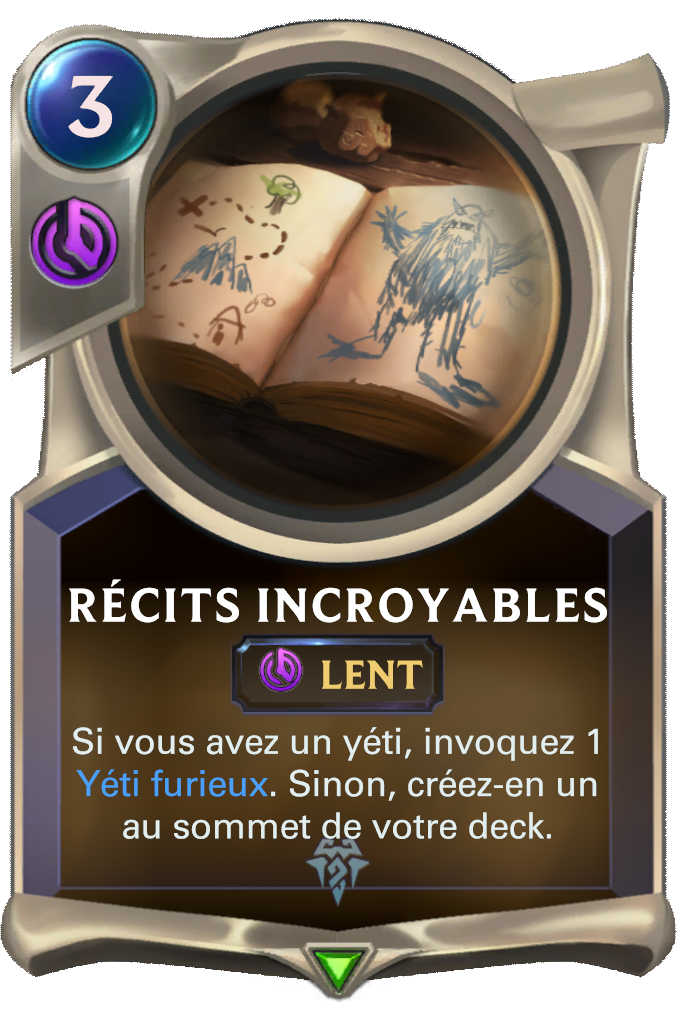 3
RÉCITS INCROYABLES
LENT
Si vous avez un yéti, invoquez 1
Yéti furieux. Sinon, créez-en un
au sommet de votre deck.